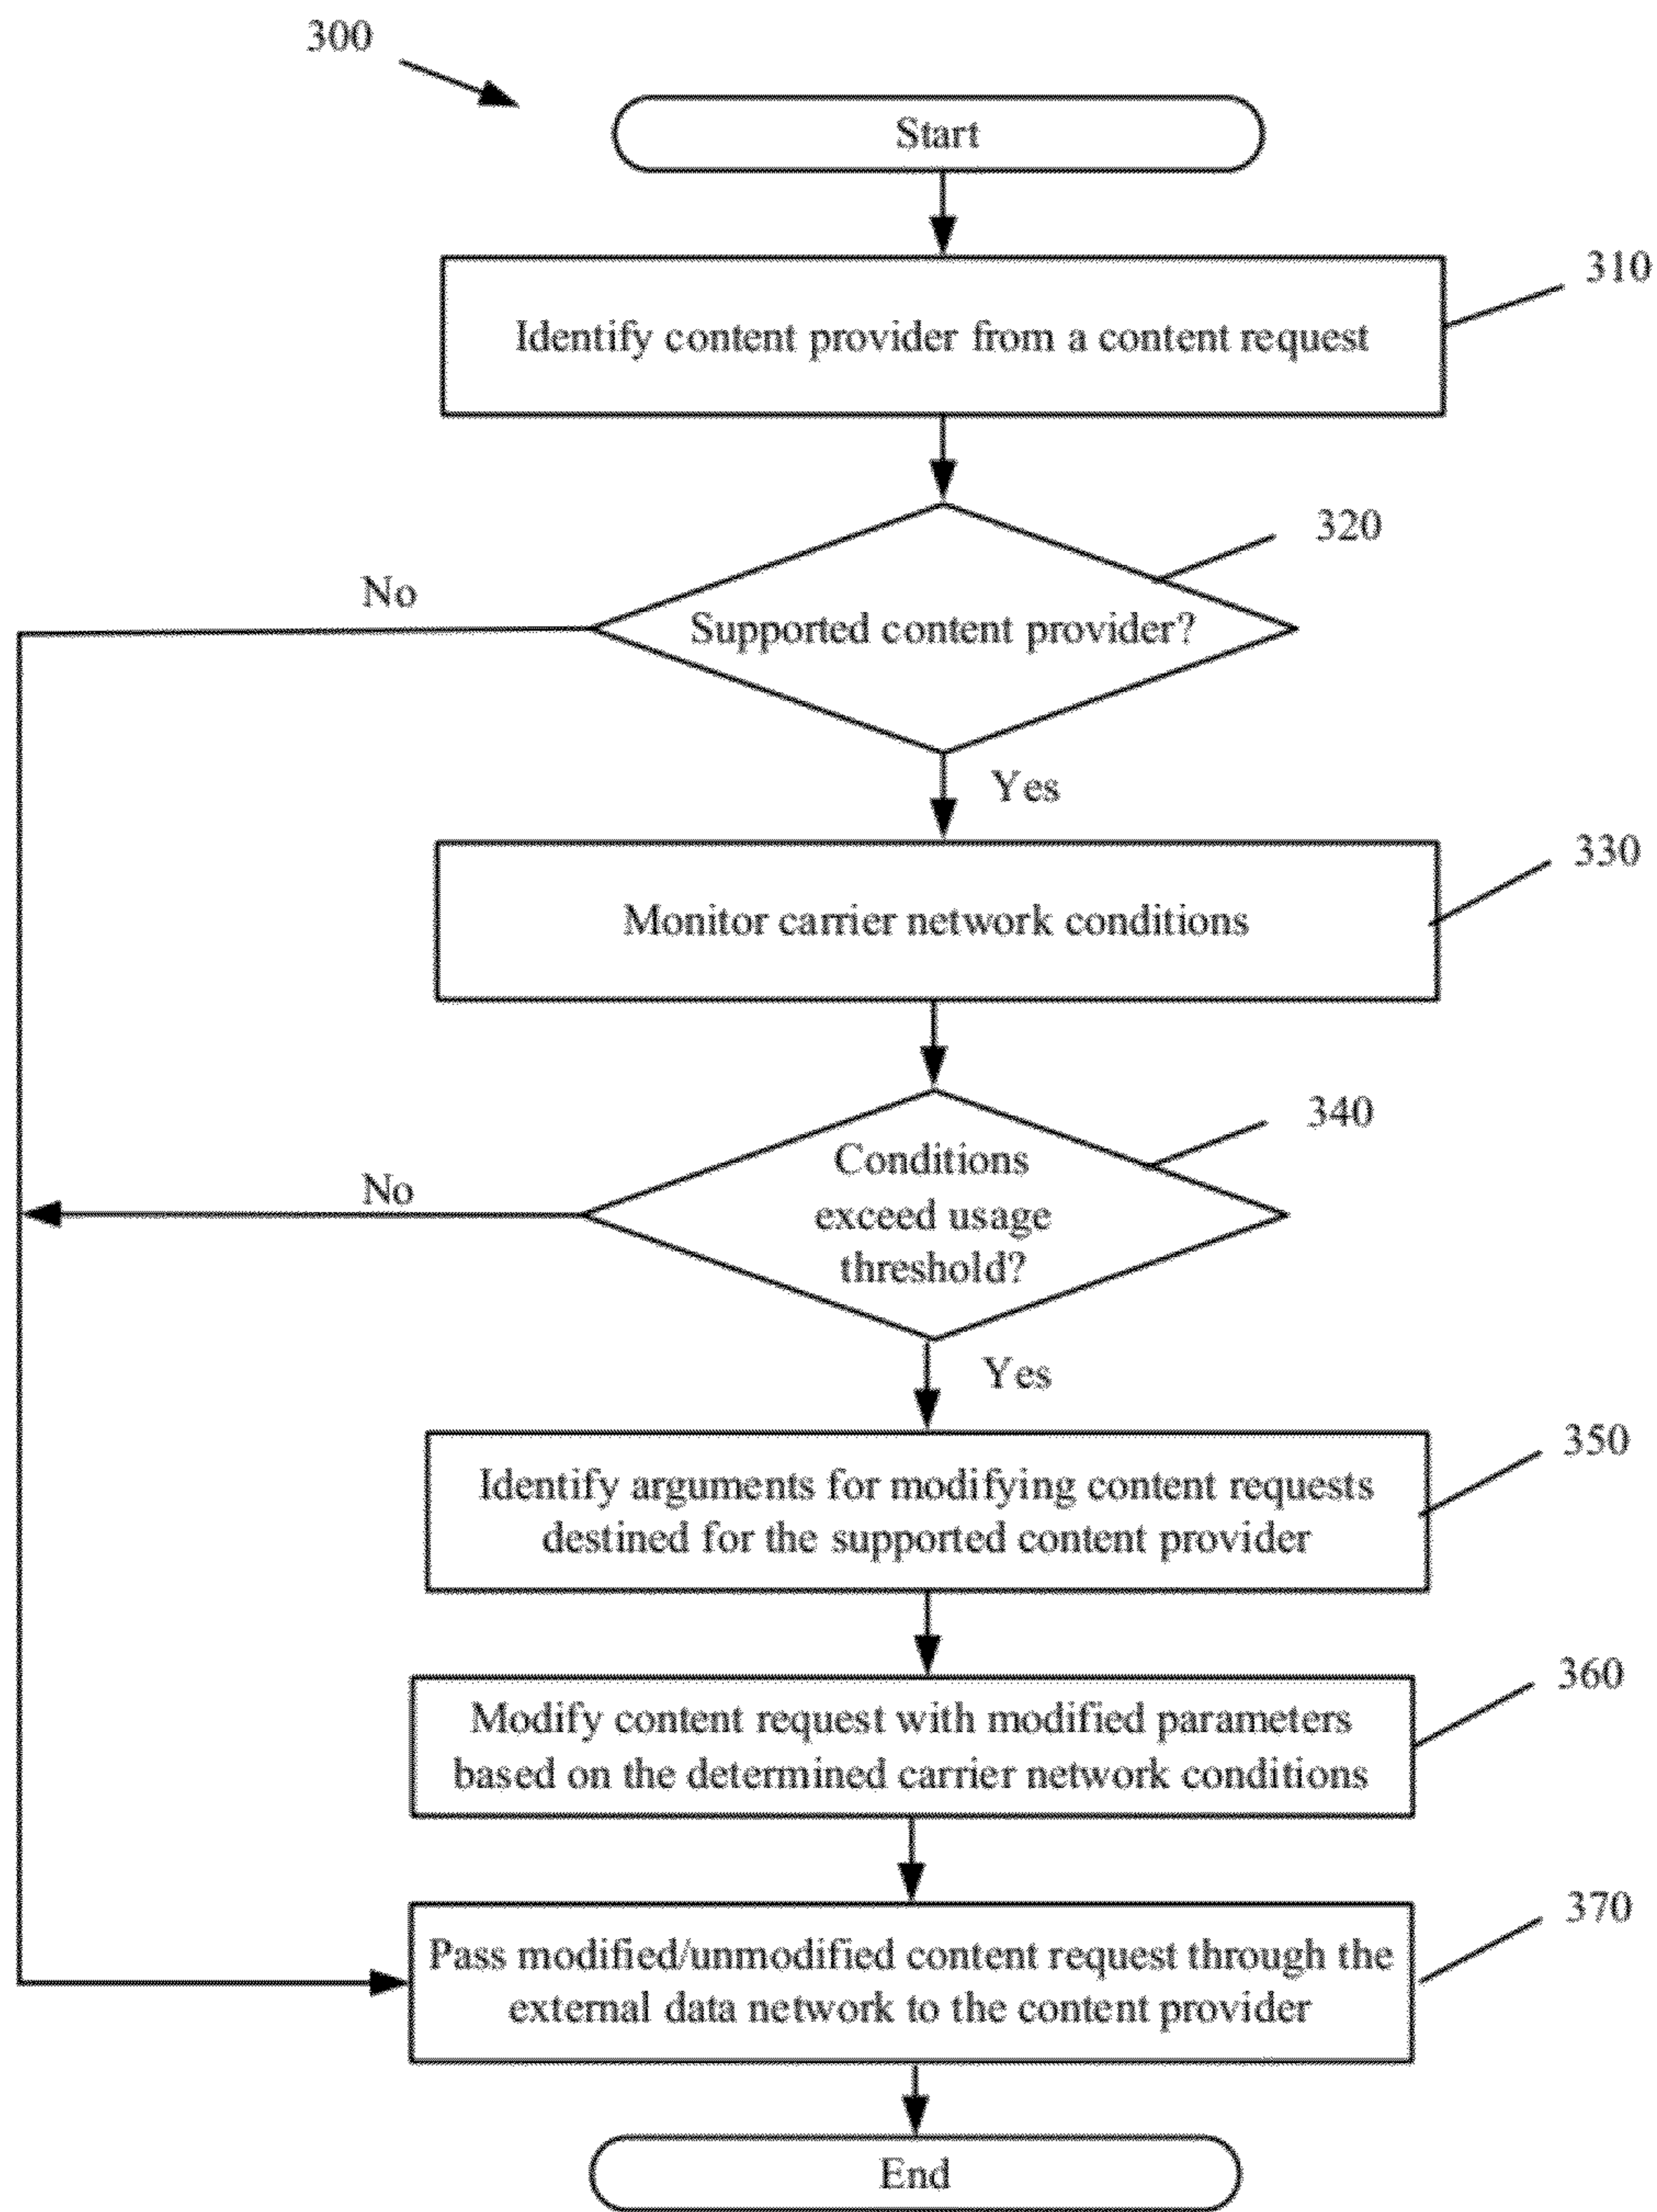 300
Start
310
Identify content provider from a content request
320
No
Supported content provider?
Yes
330
Monitor carrier network conditions
340
No
Conditions
exceed usage
threshold?
Yes
350
Identify arguments for modifying content requests
destined for the supported content provider
360
Modify content request with modified parameters
based on the determined carrier network conditions
370
Pass modified/unmodified content request through the
external data network to the content provider
End